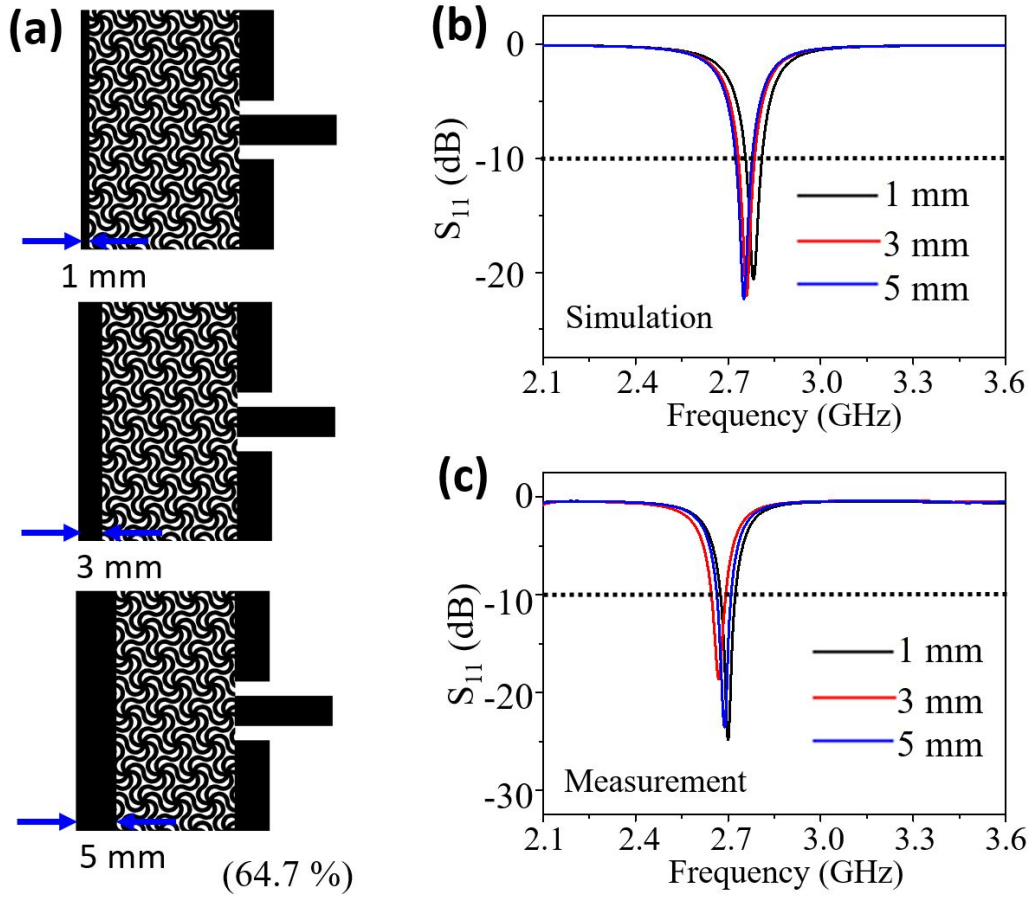 (a)
1 mm
3 mm
5 mm
(64.7 %)
(b)
S11 (dB)
0
-10
-20
1 mm
3 mm
5 mm
Simulation
2.1 2.4 2.7 3.0 3.3 3.6
Frequency (GHz)
(c)
S11 (dB)
0
-10
-20
-30
1 mm
3 mm
5 mm
Measurement
2.1 2.4 2.7 3.0 3.3 3.6
Frequency (GHz)